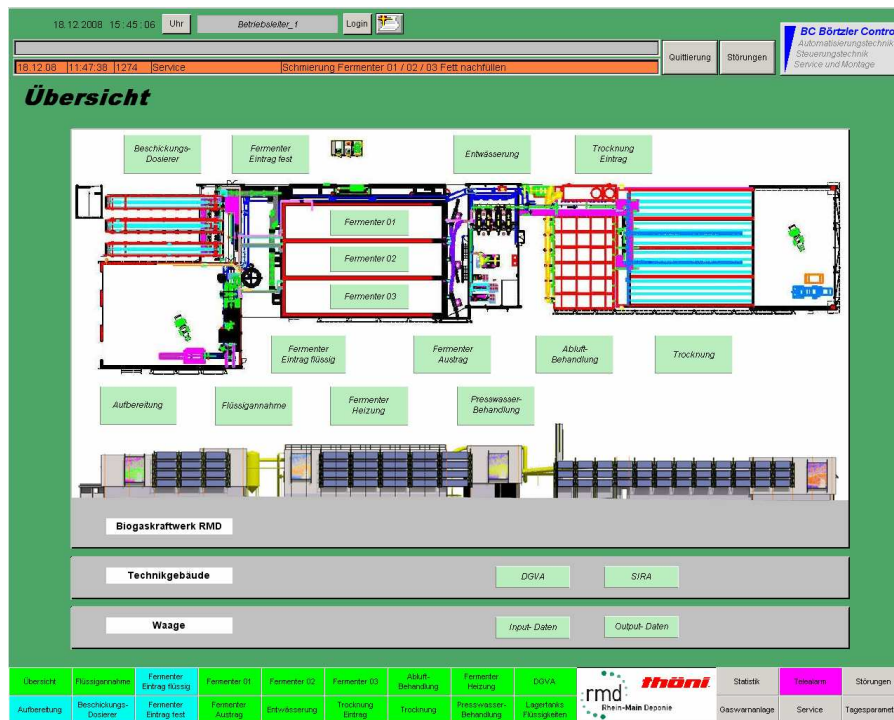 18.12.2008 15:45:06 Uhr Betriebsleiter_1 Login
BC Börtzler Contro
Automatisierungstechnik
Steuerungstechnik
Service und Montage
Quittierung Störungen
18.12.08 11:47:38 1274 Service Schmierung Fermenter 01 / 02 / 03 Fett nachfüllen
Übersicht
Beschickungs-
Dosierer
Fermenter
Eintrag fest
Entwässerung
Trocknung
Eintrag
Fermenter 01
Fermenter 02
Fermenter 03
Fermenter
Eintrag flüssig
Fermenter
Austrag
Abluft-
Behandlung
Trocknung
Aufbereitung
Flüssigannahme
Fermenter
Heizung
Presswasser-
Behandlung
Biogaskraftwerk RMD
Technikgebäude
DGVA
SIRA
Waage
Input- Daten
Output- Daten
Übersicht
Flüssigannahme
Fermenter
Eintrag flüssig
Fermenter 01
Fermenter 02
Fermenter 03
Abluft-
Behandlung
Fermenter
Heizung
DGVA
rmd
Rhein-Main Deponie
thöni
Statistik
Telealarm
Störungen
Aufbereitung
Beschickungs-
Dosierer
Fermenter
Eintrag fest
Fermenter
Austrag
Entwässerung
Trocknung
Eintrag
Trocknung
Presswasser-
Behandlung
Lagertanks
Flüssigkeiten
Gaswarnanlage
Service
Tagesparamet